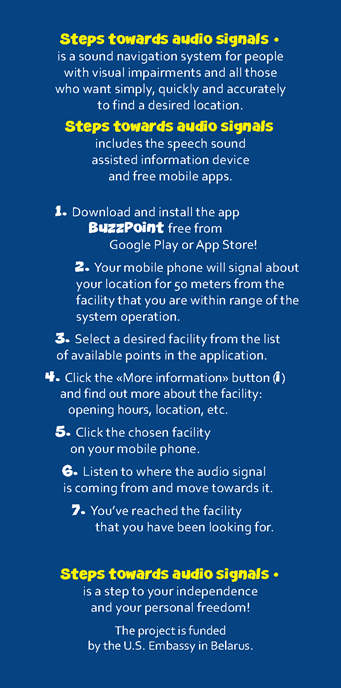 Steps towards audio signals •
is a sound navigation system for people
with visual impairments and all those
who want simply, quickly and accurately
to find a desired location.
Steps towards audio signals
includes the speech sound
assisted information device
and free mobile apps.
1. Download and install the app
BuzzPoint free from
Google Play or App Store!
2. Your mobile phone will signal about
your location for 50 meters from the
facility that you are within range of the
system operation.
3. Select a desired facility from the list
of available points in the application.
4. Click the «More information» button (i)
and find out more about the facility:
opening hours, location, etc.
5. Click the chosen facility
on your mobile phone.
6. Listen to where the audio signal
is coming from and move towards it.
7. You've reached the facility
that you have been looking for.
Steps towards audio signals •
is a step to your independence
and your personal freedom!
The project is funded
by the U.S. Embassy in Belarus.